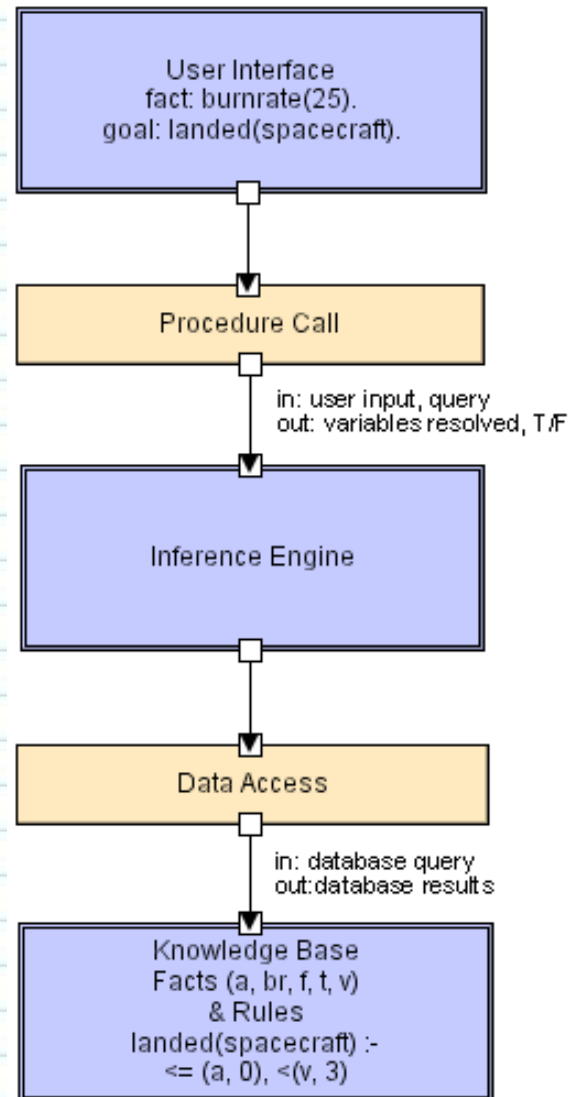 User Interface
fact: burnrate(25).
goal: landed(spacecraft).
Procedure Call
in: user input, query
out: variables resolved, T/F
Inference Engine
Data Access
in: database query
out:database results
Knowledge Base
Facts (a, br, f, t, v)
& Rules
landed(spacecraft) :-
<= (a, 0), <(v, 3)